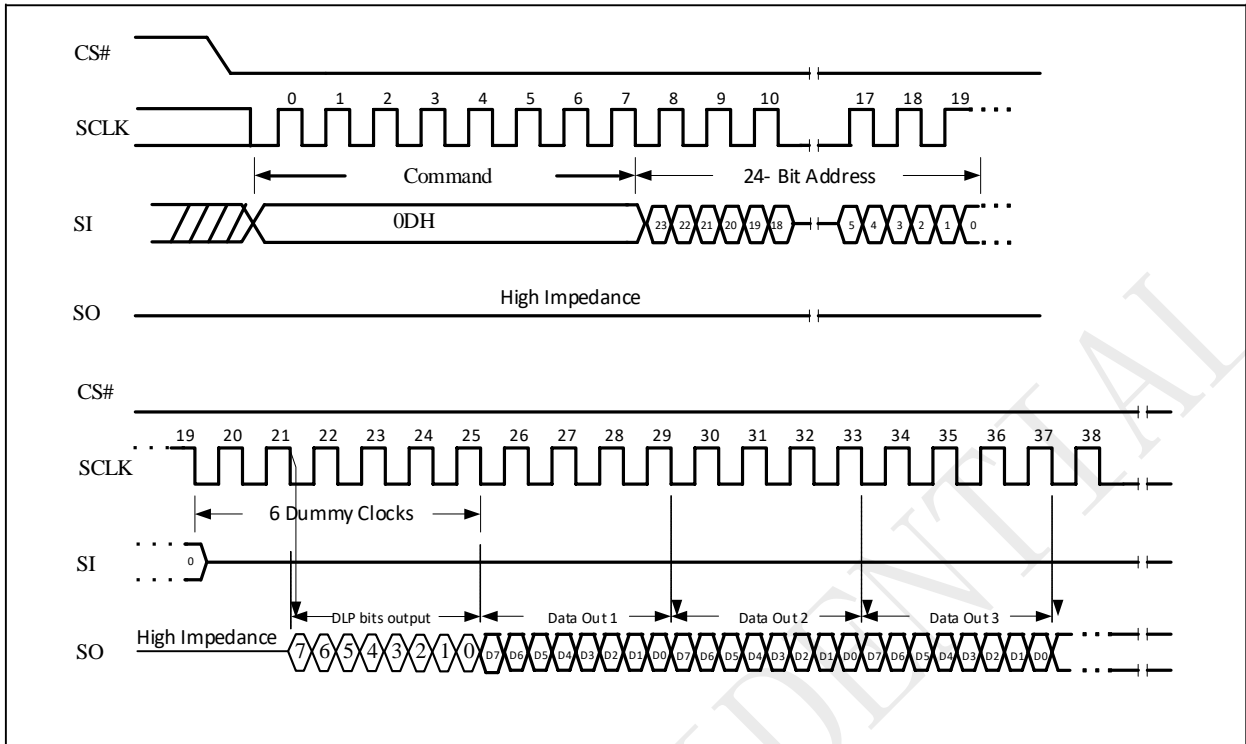 CS#
0 1 2 3 4 5 6 7 8 9 10 17 18 19
SCLK
Command 24- Bit Address
SI 0DH 23 22 21 20 19 18 5 4 3 2 1 0
High Impedance
SO
CS#
19 20 21 22 23 24 25 26 27 28 29 30 31 32 33 34 35 36 37 38
SCLK
6 Dummy Clocks
SI 0
DLP bits output Data Out 1 Data Out 2 Data Out 3
SO High Impedance 7 6 5 4 3 2 1 0 D7 D6 D5 D4 D3 D2 D1 D0 D7 D6 D5 D4 D3 D2 D1 D0 D7 D6 D5 D4 D3 D2 D1 D0